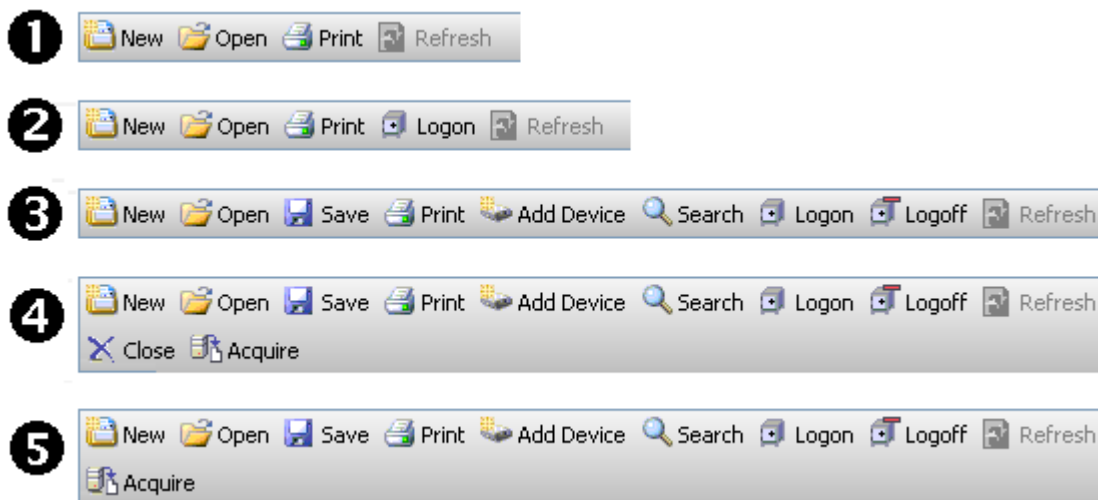 1 New Open Print Refresh
2 New Open Print Logon Refresh
3 New Open Save Print Add Device Search Logon Logoff Refresh
4 New Open Save Print Add Device Search Logon Logoff Refresh
Close Acquire
5 New Open Save Print Add Device Search Logon Logoff Refresh
Acquire